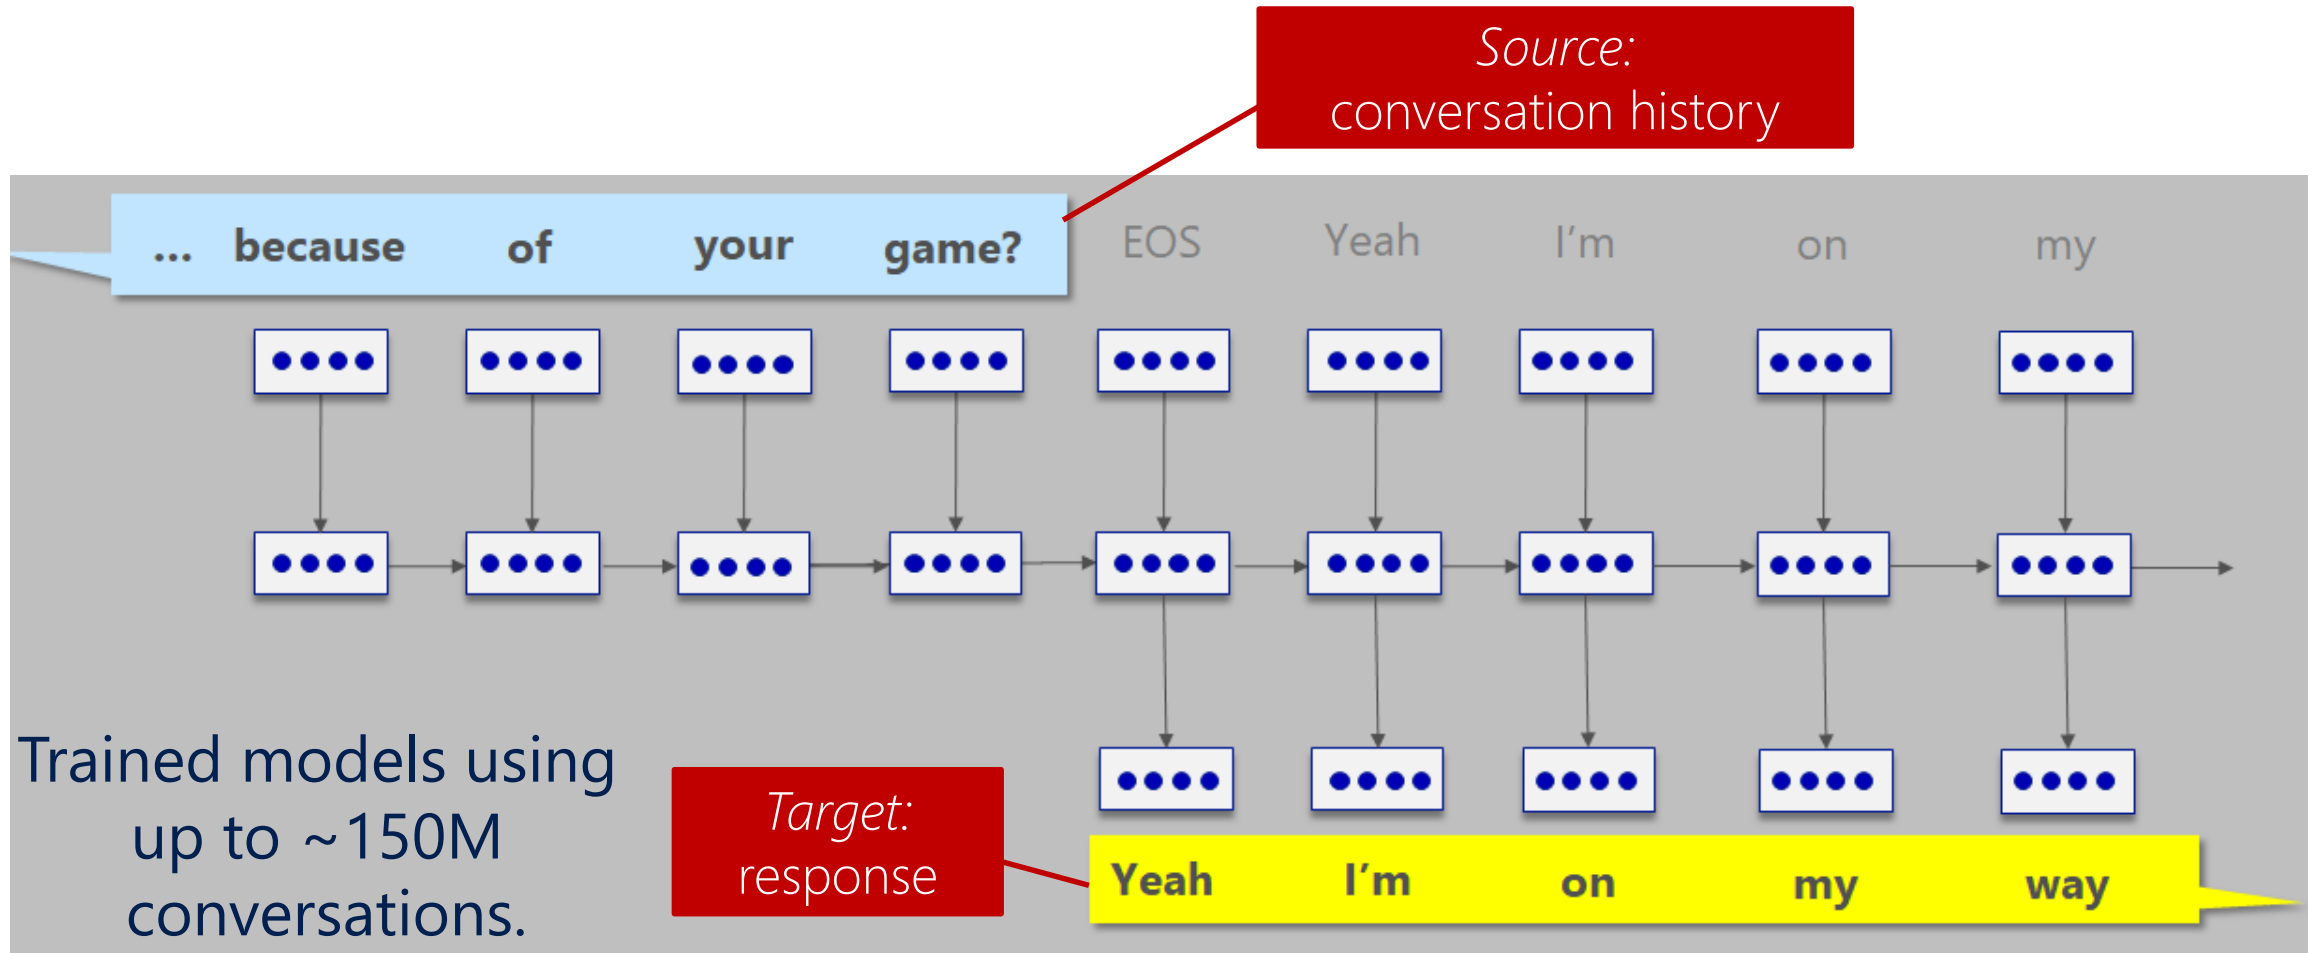 Source:
conversation history
... because of your game? EOS Yeah I'm on my
Trained models using
up to ~150M
conversations.
Target:
response
Yeah I'm on my way